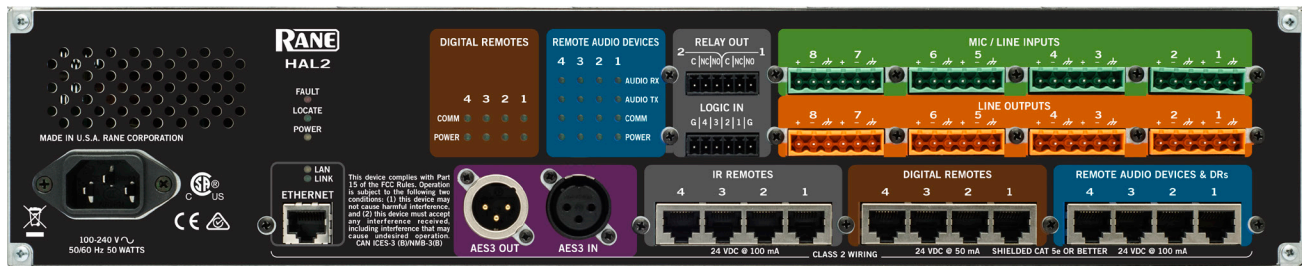 RANE
HAL2
FAULT
LOCATE
POWER
MADE IN U.S.A. RANE CORPORATION
100-240 V
50/60 Hz 50 WATTS
C SA ® US
CE
LAN
LINK
ETHERNET
This device complies with Part
15 of the FCC Rules. Operation
is subject to the following two
conditions: (1) this device may
not cause harmful interference,
and (2) this device must accept
any interference received,
including interference that may
cause undesired operation.
CAN ICES-3 (B)/NMB-3(B)
DIGITAL REMOTES
4 3 2 1
COMM
POWER
REMOTE AUDIO DEVICES
4 3 2 1
AUDIO RX
AUDIO TX
COMM
POWER
RELAY OUT
2 1
C NC NO C NC NO
LOGIC IN
G 4 3 2 1 G
MIC / LINE INPUTS
8 7 6 5 4 3 2 1
+ - + - + - + - + - + - + - + -
LINE OUTPUTS
8 7 6 5 4 3 2 1
+ - + - + - + - + - + - + - + -
AES3 OUT
AES3 IN
IR REMOTES
4 3 2 1
24 VDC @ 100 mA
DIGITAL REMOTES
4 3 2 1
24 VDC @ 50 mA
REMOTE AUDIO DEVICES & DRs
4 3 2 1
24 VDC @ 100 mA
CLASS 2 WIRING
SHIELDED CAT 5e OR BETTER